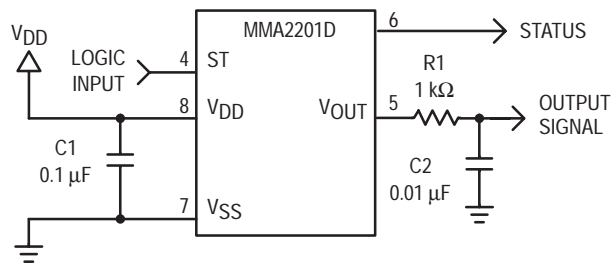 VDD
LOGIC
INPUT
4
ST
MMA2201D
6
STATUS
8
VDD
VOUT
5
R1
1 kΩ
OUTPUT
SIGNAL
C1
0.1 μF
C2
0.01 μF
7
VSS